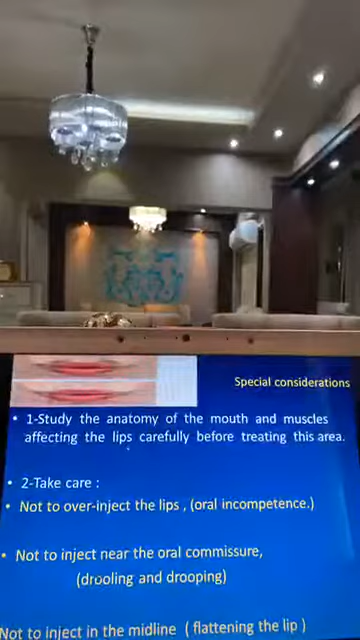 Special considerations
• 1-Study the anatomy of the mouth and muscles
affecting the lips carefully before treating this area.
• 2-Take care :
• Not to over-inject the lips , (oral incompetence.)
• Not to inject near the oral commissure,
(drooling and drooping)
Not to inject in the midline ( flattening the lip )